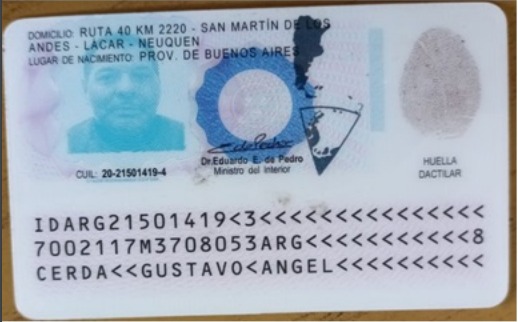 DOMICILIO: RUTA 40 KM 2220 - SAN MARTÍN DE LOS
ANDES - LACAR - NEUQUEN
LUGAR DE NACIMIENTO: PROV. DE BUENOS AIRES
CUIL: 20-21501419-4
Dr. Eduardo E. de Pedro
Ministro del Interior
HUELLA
DACTILAR
IDARG21501419<3<<<<<<<<<<<<<<<
7002117M3708053ARG<<<<<<<<<<<8
CERDA<<GUSTAVO<ANGEL<<<<<<<<<<